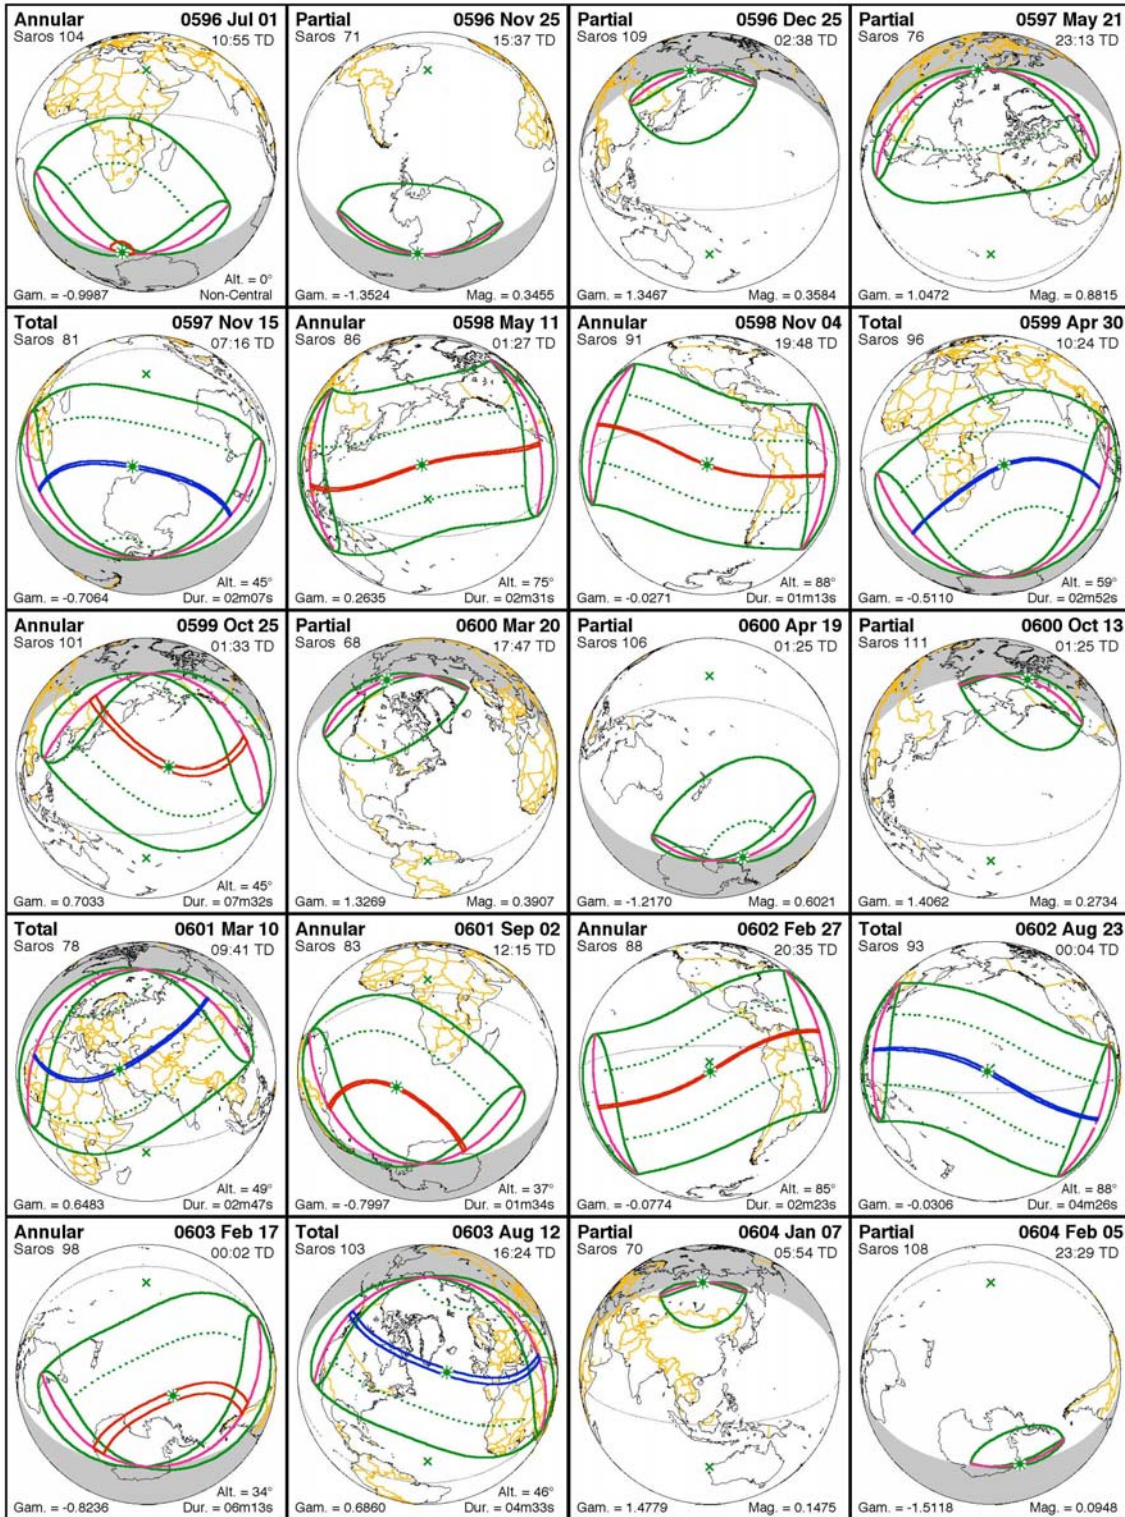 Annular 0596 Jul 01
Saros 104 10:55 TD
Alt. = 0°
Gam. = -0.9987 Non-Central
Partial 0596 Nov 25
Saros 71 15:37 TD
Gam. = -1.3524 Mag. = 0.3455
Partial 0596 Dec 25
Saros 109 02:38 TD
Gam. = 1.3467 Mag. = 0.3584
Partial 0597 May 21
Saros 76 23:13 TD
Gam. = 1.0472 Mag. = 0.8815
Total 0597 Nov 15
Saros 81 07:16 TD
Alt. = 45°
Gam. = -0.7064 Dur. = 02m07s
Annular 0598 May 11
Saros 86 01:27 TD
Alt. = 75°
Gam. = 0.2635 Dur. = 02m31s
Annular 0598 Nov 04
Saros 91 19:48 TD
Alt. = 88°
Gam. = -0.0271 Dur. = 01m13s
Total 0599 Apr 30
Saros 96 10:24 TD
Alt. = 59°
Gam. = -0.5110 Dur. = 02m52s
Annular 0599 Oct 25
Saros 101 01:33 TD
Alt. = 45°
Gam. = 0.7033 Dur. = 07m32s
Partial 0600 Mar 20
Saros 68 17:47 TD
Gam. = 1.3269 Mag. = 0.3907
Partial 0600 Apr 19
Saros 106 01:25 TD
Gam. = -1.2170 Mag. = 0.6021
Partial 0600 Oct 13
Saros 111 01:25 TD
Gam. = 1.4062 Mag. = 0.2734
Total 0601 Mar 10
Saros 78 09:41 TD
Alt. = 49°
Gam. = 0.6483 Dur. = 02m47s
Annular 0601 Sep 02
Saros 83 12:15 TD
Alt. = 37°
Gam. = -0.7997 Dur. = 01m34s
Annular 0602 Feb 27
Saros 88 20:35 TD
Alt. = 85°
Gam. = -0.0774 Dur. = 02m23s
Total 0602 Aug 23
Saros 93 00:04 TD
Alt. = 88°
Gam. = -0.0306 Dur. = 04m26s
Annular 0603 Feb 17
Saros 98 00:02 TD
Alt. = 34°
Gam. = -0.8236 Dur. = 06m13s
Total 0603 Aug 12
Saros 103 16:24 TD
Alt. = 46°
Gam. = 0.6860 Dur. = 04m33s
Partial 0604 Jan 07
Saros 70 05:54 TD
Gam. = 1.4779 Mag. = 0.1475
Partial 0604 Feb 05
Saros 108 23:29 TD
Gam. = -1.5118 Mag. = 0.0948